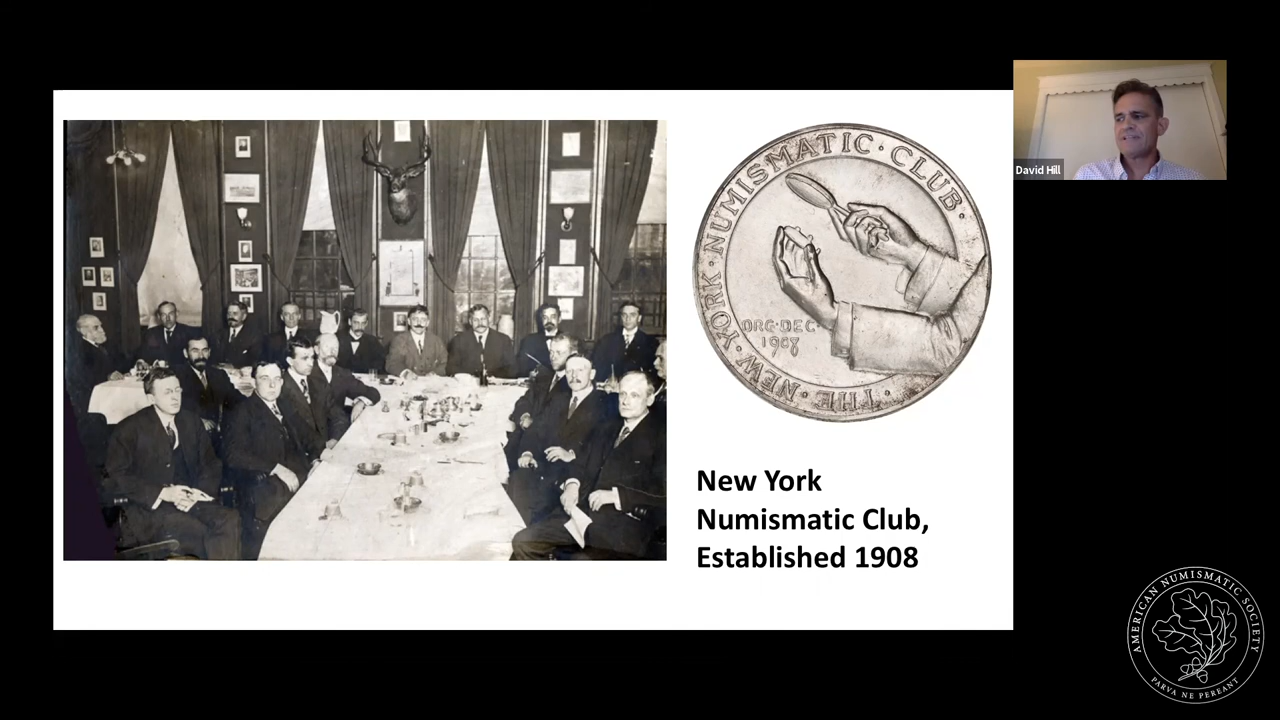 THE · NEW · YORK · NUMISMATIC · CLUB ·
ORG · DEC ·
1908
New York
Numismatic Club,
Established 1908
David Hill
AMERICAN NUMISMATIC SOCIETY
PARVA NE PEREANT